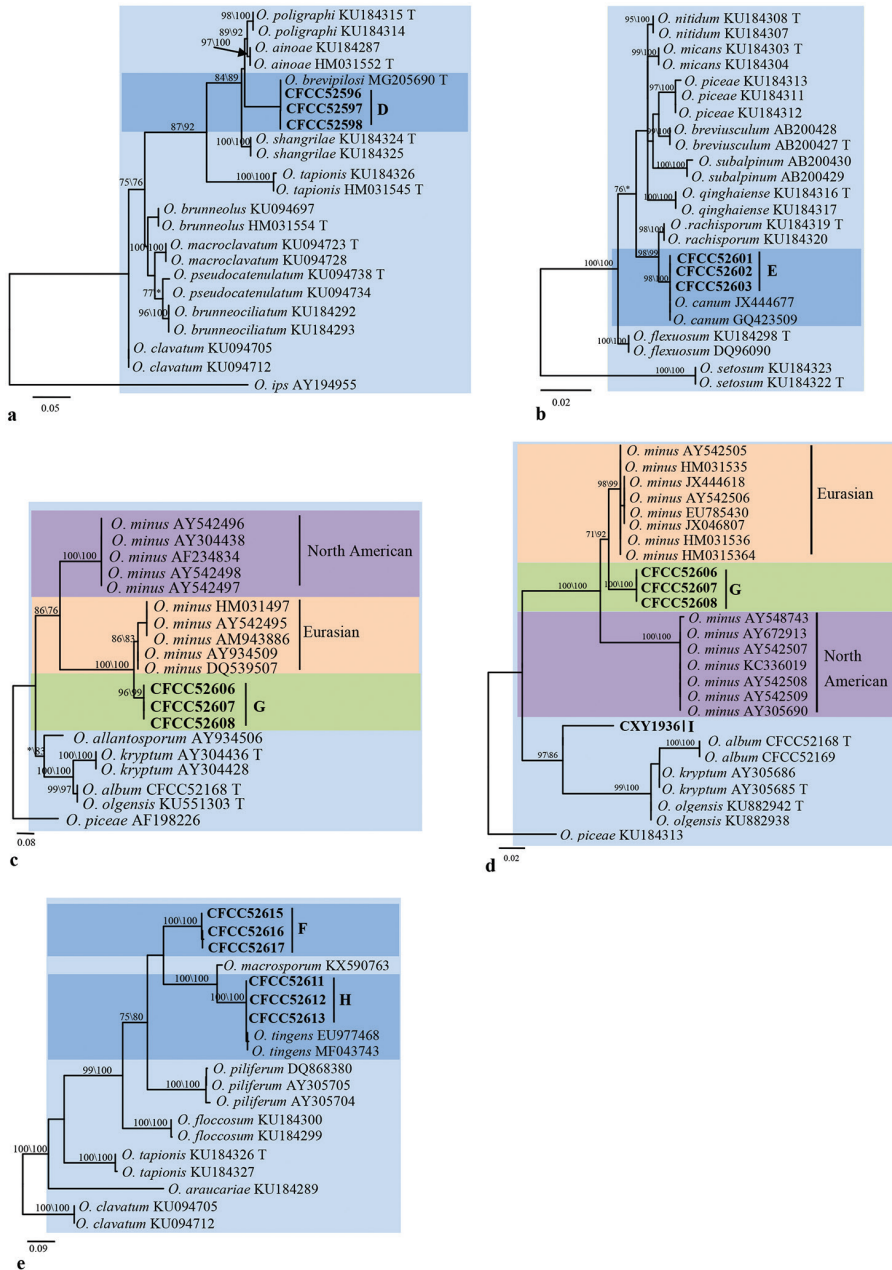 98\100
O. poligraphi KU184315 T
O. poligraphi KU184314
89\92
97\100
O. ainoae KU184287
O. ainoae HM031552 T
84\89
O. brevipilosi MG205690 T
CFCC52596
CFCC52597
CFCC52598
D
87\92
100\100
O. shangrilae KU184324 T
O. shangrilae KU184325
100\100
O. tapionis KU184326
O. tapionis HM031545 T
75\76
O. brunneolus KU094697
O. brunneolus HM031554 T
100\100
O. macroclavatum KU094723 T
O. macroclavatum KU094728
O. pseudocatenulatum KU094738 T
77\*
O. pseudocatenulatum KU094734
96\100
O. brunneociliatum KU184292
O. brunneociliatum KU184293
O. clavatum KU094705
O. clavatum KU094712
O. ips AY194955
0.05
a
95\100
O. nitidum KU184308 T
O. nitidum KU184307
99\100
O. micans KU184303 T
O. micans KU184304
97\100
O. piceae KU184313
O. piceae KU184311
O. piceae KU184312
99\100
O. breviusculum AB200428
O. breviusculum AB200427 T
100\100
O. subalpinum AB200430
O. subalpinum AB200429
76\*
100\100
O. qinghaiense KU184316 T
O. qinghaiense KU184317
98\100
O. rachisporum KU184319 T
O. rachisporum KU184320
98\99
98\100
CFCC52601
CFCC52602
CFCC52603
E
O. canum JX444677
O. canum GQ423509
100\100
100\100
O. flexuosum KU184298 T
O. flexuosum DQ96090
100\100
O. setosum KU184323
O. setosum KU184322 T
0.02
b
O. minus AY542496
O. minus AY304438
O. minus AF234834
O. minus AY542498
O. minus AY542497
100\100
North American
86\76
O. minus HM031497
O. minus AY542495
O. minus AM943886
O. minus AY934509
O. minus DQ539507
86\83
100\100
Eurasian
96\99
CFCC52606
CFCC52607
CFCC52608
G
O. allantosporum AY934506
*\83
O. kryptum AY304436 T
O. kryptum AY304428
100\100
99\97
O. album CFCC52168 T
O. olgensis KU551303 T
O. piceae AF198226
0.08
c
O. minus AY542505
O. minus HM031535
O. minus JX444618
O. minus AY542506
O. minus EU785430
O. minus JX046807
O. minus HM031536
O. minus HM0315364
98\99
Eurasian
71\92
100\100
CFCC52606
CFCC52607
CFCC52608
G
100\100
O. minus AY548743
O. minus AY672913
O. minus AY542507
O. minus KC336019
O. minus AY542508
O. minus AY542509
O. minus AY305690
100\100
North
American
CXY1936
I
97\86
100\100
O. album CFCC52168 T
O. album CFCC52169
99\100
O. kryptum AY305686
O. kryptum AY305685 T
O. olgensis KU882942 T
O. olgensis KU882938
O. piceae KU184313
0.02
d
100\100
CFCC52615
CFCC52616
CFCC52617
F
O. macrosporum KX590763
100\100
100\100
CFCC52611
CFCC52612
CFCC52613
H
O. tingens EU977468
O. tingens MF043743
75\80
100\100
O. piliferum DQ868380
O. piliferum AY305705
O. piliferum AY305704
99\100
100\100
O. floccosum KU184300
O. floccosum KU184299
100\100
100\100
O. tapionis KU184326 T
O. tapionis KU184327
O. araucariae KU184289
100\100
O. clavatum KU094705
O. clavatum KU094712
0.09
e